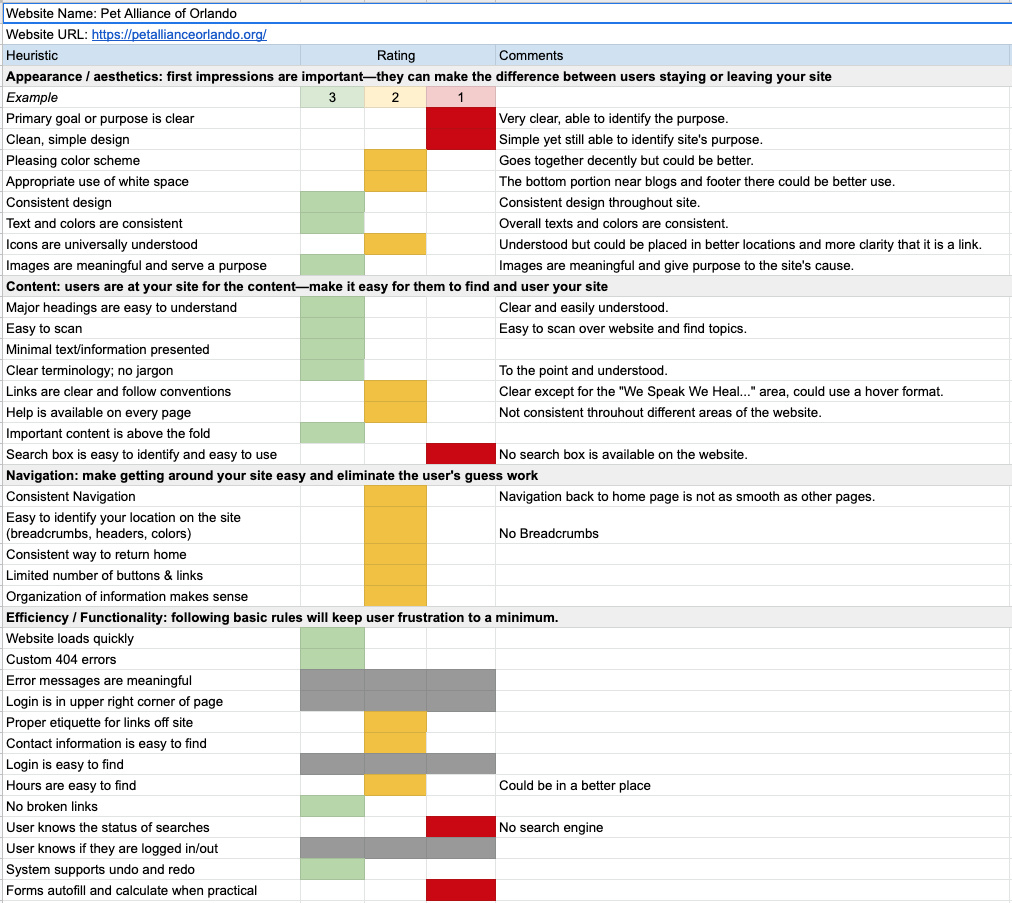 Website Name: Pet Alliance of Orlando
Website URL: https://petallianceorlando.org/
Heuristic Rating Comments
Appearance / aesthetics: first impressions are important—they can make the difference between users staying or leaving your site
Example 3 2 1
Primary goal or purpose is clear Very clear, able to identify the purpose.
Clean, simple design Simple yet still able to identify site's purpose.
Pleasing color scheme Goes together decently but could be better.
Appropriate use of white space The bottom portion near blogs and footer there could be better use.
Consistent design Consistent design throughout site.
Text and colors are consistent Overall texts and colors are consistent.
Icons are universally understood Understood but could be placed in better locations and more clarity that it is a link.
Images are meaningful and serve a purpose Images are meaningful and give purpose to the site's cause.
Content: users are at your site for the content—make it easy for them to find and user your site
Major headings are easy to understand Clear and easily understood.
Easy to scan Easy to scan over website and find topics.
Minimal text/information presented
Clear terminology; no jargon To the point and understood.
Links are clear and follow conventions Clear except for the "We Speak We Heal..." area, could use a hover format.
Help is available on every page Not consistent throuhout different areas of the website.
Important content is above the fold
Search box is easy to identify and easy to use No search box is available on the website.
Navigation: make getting around your site easy and eliminate the user's guess work
Consistent Navigation Navigation back to home page is not as smooth as other pages.
Easy to identify your location on the site
(breadcrumbs, headers, colors) No Breadcrumbs
Consistent way to return home
Limited number of buttons & links
Organization of information makes sense
Efficiency / Functionality: following basic rules will keep user frustration to a minimum.
Website loads quickly
Custom 404 errors
Error messages are meaningful
Login is in upper right corner of page
Proper etiquette for links off site
Contact information is easy to find
Login is easy to find
Hours are easy to find Could be in a better place
No broken links
User knows the status of searches No search engine
User knows if they are logged in/out
System supports undo and redo
Forms autofill and calculate when practical